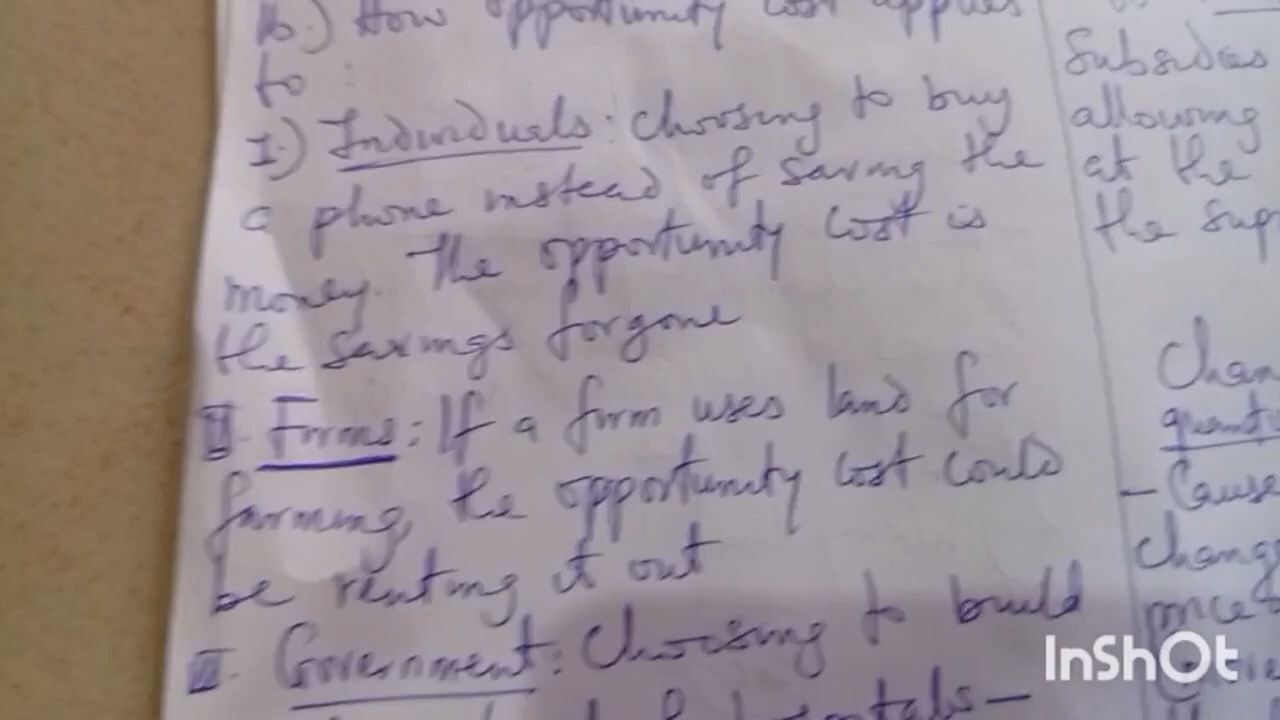 b.) How opportunity cost applies
to :
I.) Individuals: choosing to buy
a phone instead of saving the
money. The opportunity cost is
the savings forgone
II. Firms: If a firm uses land for
farming, the opportunity cost could
be renting it out
III. Government: Choosing to build
Subsidies
allowing
at the
the sup
Chan
quanti
- Cause
change
price
InShOt